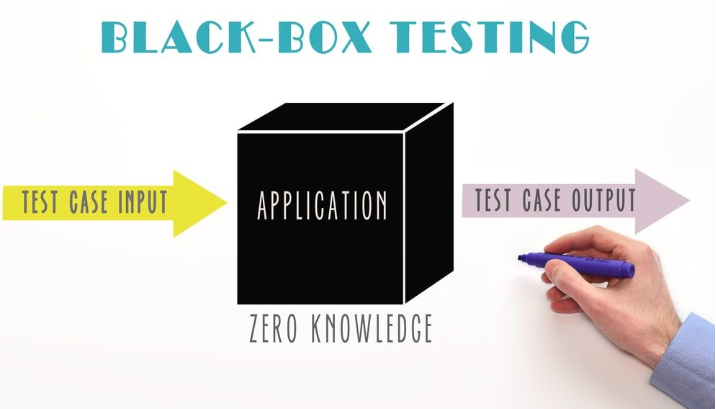 BLACK-BOX TESTING
TEST CASE INPUT
APPLICATION
TEST CASE OUTPUT
ZERO KNOWLEDGE